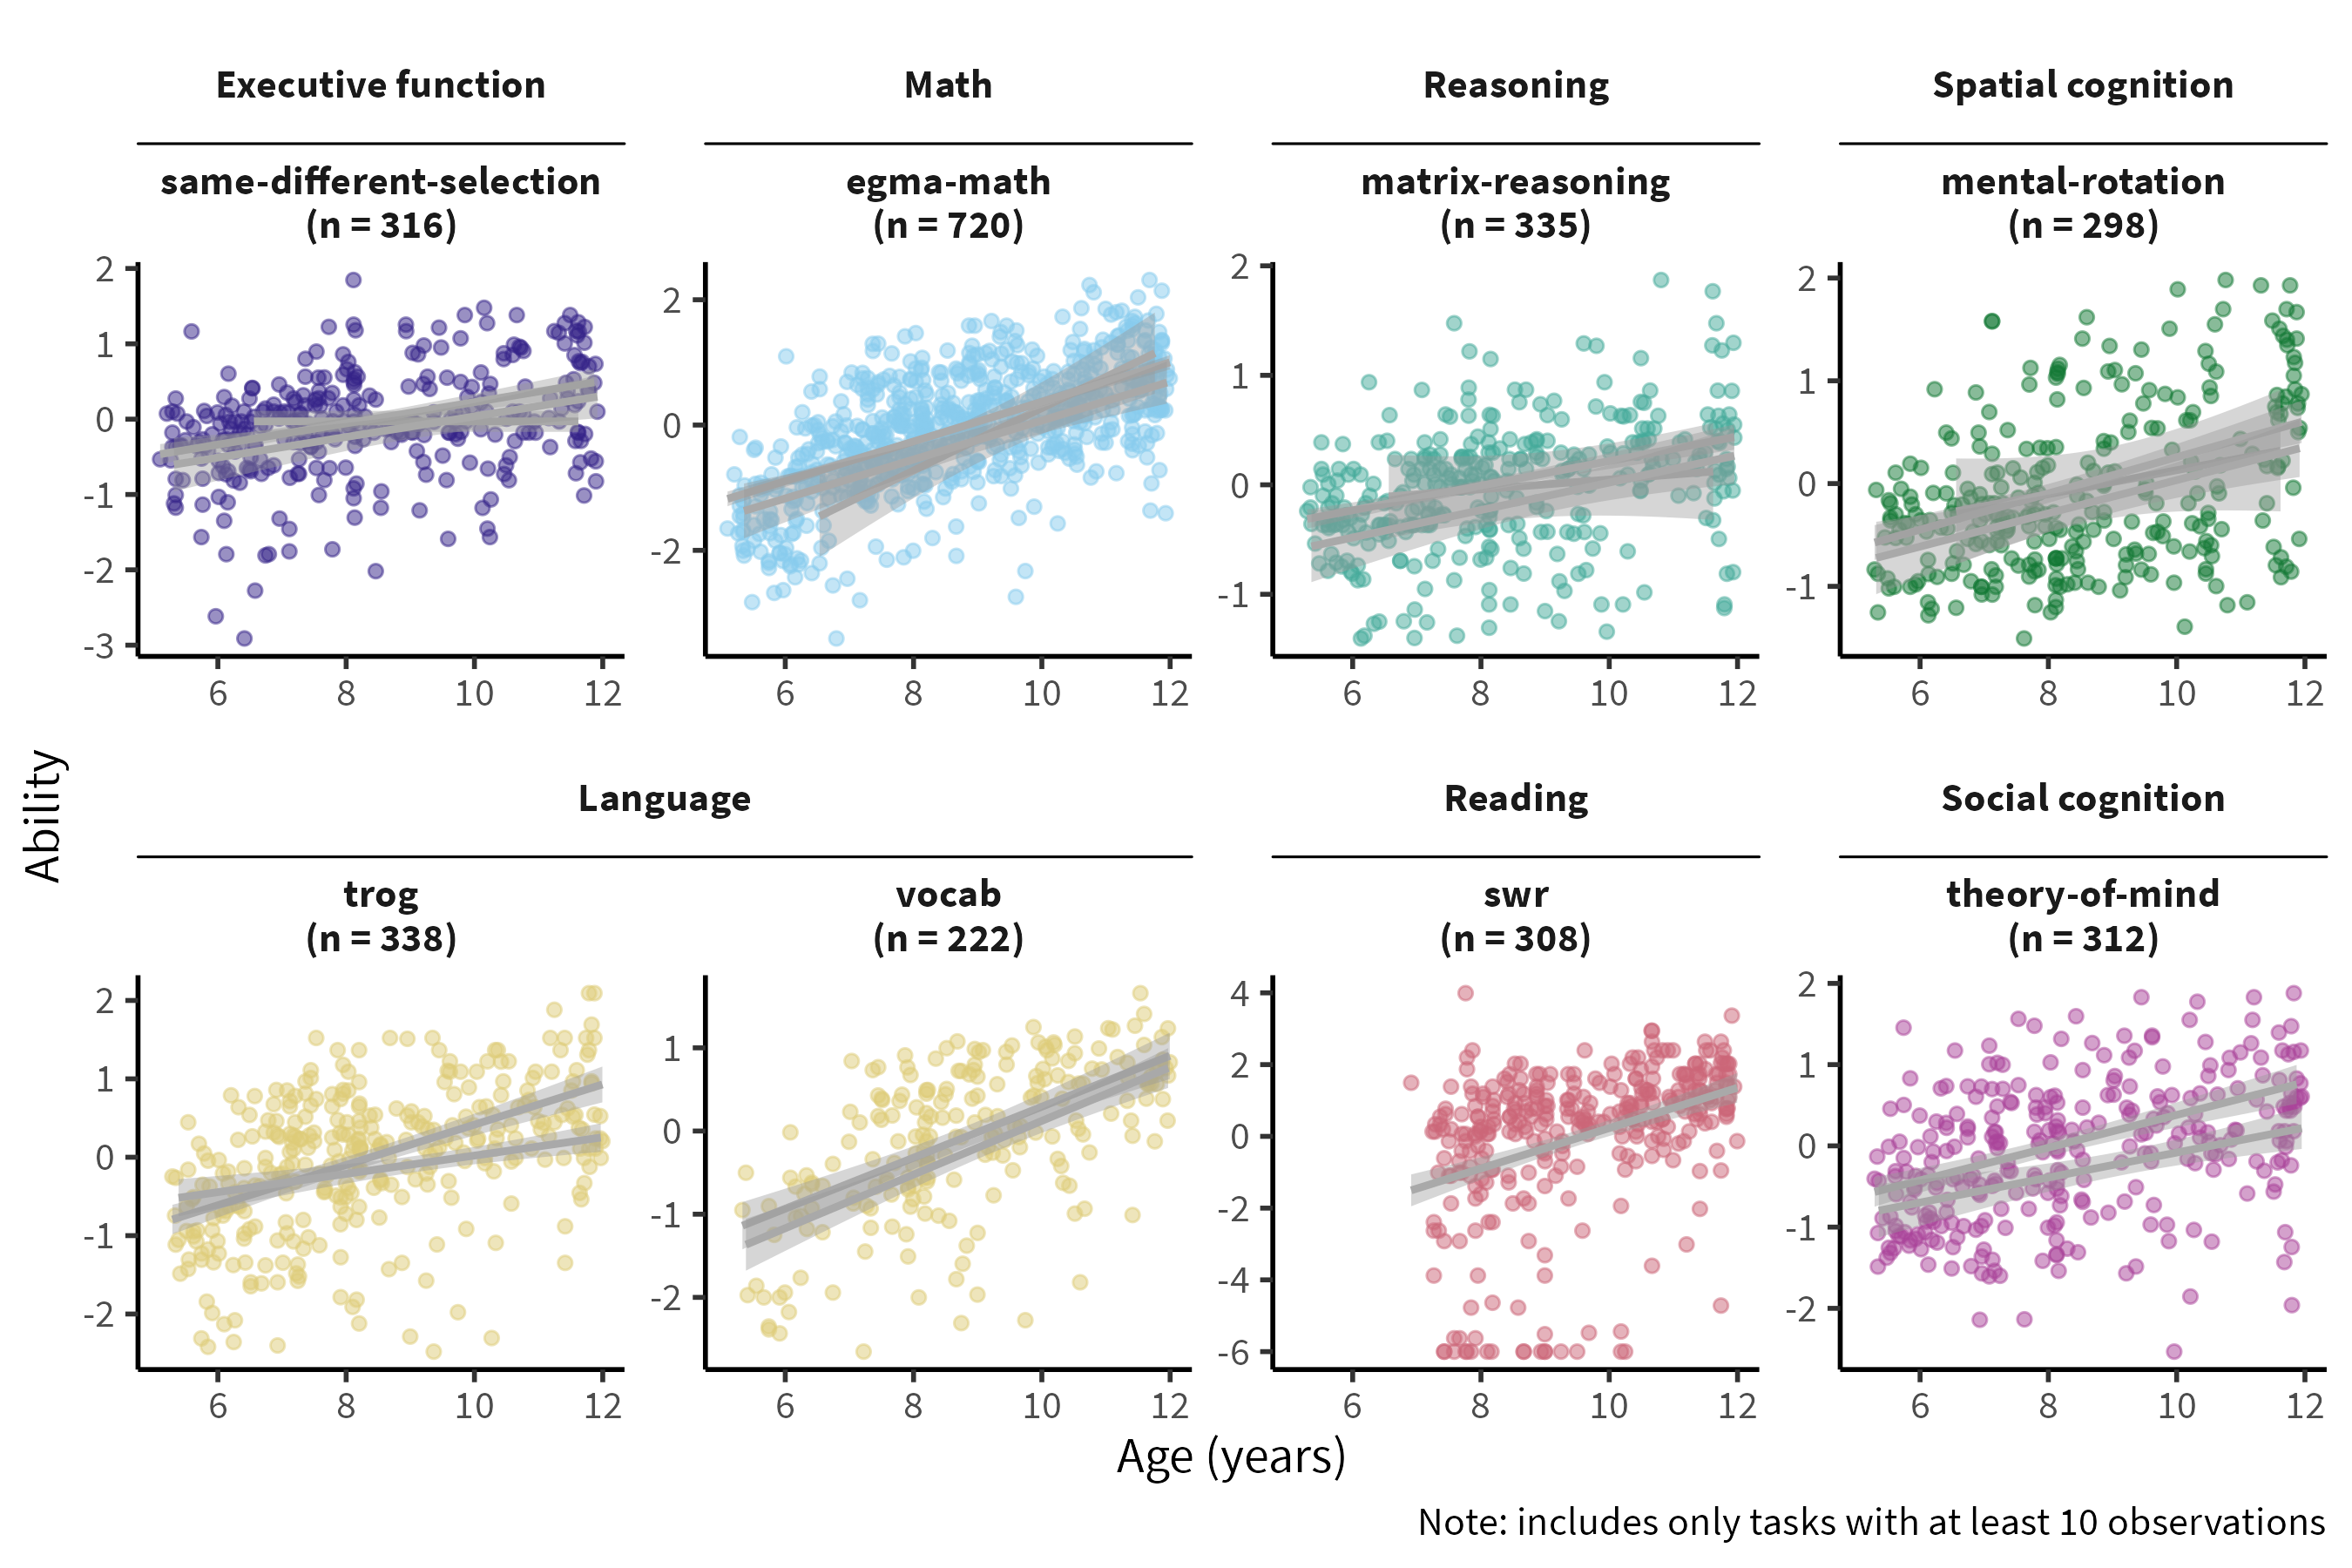 Executive function
Math
Reasoning
Spatial cognition
same-different-selection
(n = 316)
egma-math
(n = 720)
matrix-reasoning
(n = 335)
mental-rotation
(n = 298)
2
1
0
-1
-2
-3
6 8 10 12
2
0
-2
6 8 10 12
2
1
0
-1
6 8 10 12
2
1
0
-1
6 8 10 12
Ability
Language
Reading
Social cognition
trog
(n = 338)
vocab
(n = 222)
swr
(n = 308)
theory-of-mind
(n = 312)
2
1
0
-1
-2
6 8 10 12
1
0
-1
-2
6 8 10 12
4
2
0
-2
-4
-6
6 8 10 12
2
1
0
-1
-2
6 8 10 12
Age (years)
Note: includes only tasks with at least 10 observations